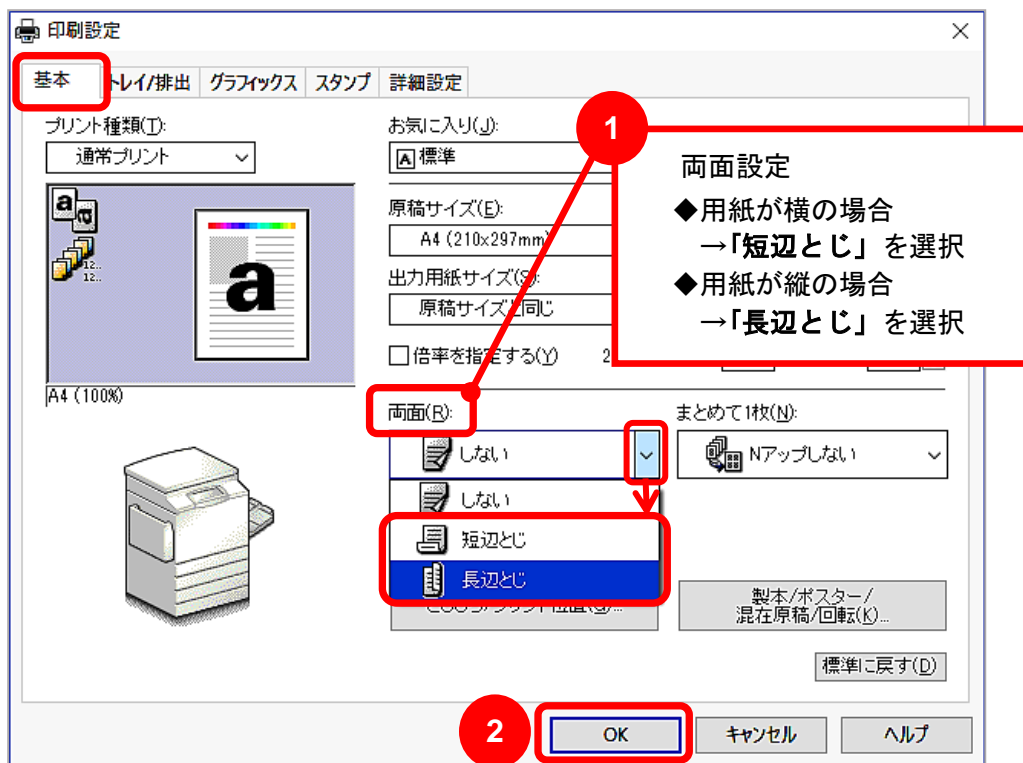 印刷設定
基本 トレイ/排出 グラフィックス スタンプ 詳細設定
プリント種類(T):
通常プリント
お気に入り(J):
A 標準
1
両面設定
◆用紙が横の場合
→「短辺とじ」を選択
◆用紙が縦の場合
→「長辺とじ」を選択
a a
12..
12..
a
A4 (100%)
原稿サイズ(E):
A4 (210x297mm)
出力用紙サイズ(S):
原稿サイズと同じ
倍率を指定する(Y) 2
両面(R):
しない
しない
短辺とじ
長辺とじ
まとめて1枚(N):
Nアップしない
製本/ポスター/
混在原稿/回転(K)...
標準に戻す(D)
2
OK キャンセル ヘルプ